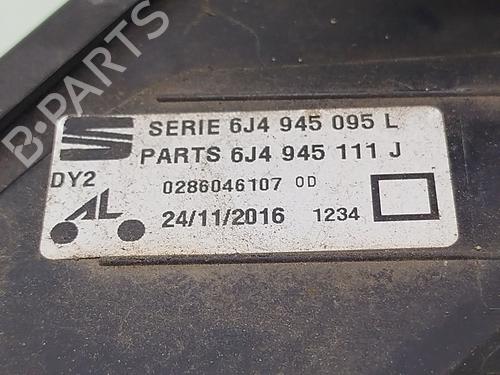 B-PARTS
SERIE 6J4 945 095 L
PARTS 6J4 945 111 J
DY2
0286046107 0D
AL
24/11/2016 1234